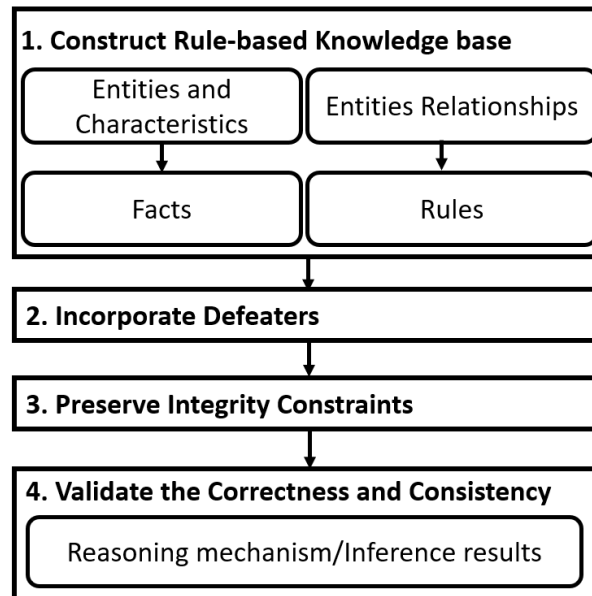 1. Construct Rule-based Knowledge base
Entities and
Characteristics
Entities Relationships
Facts
Rules
2. Incorporate Defeaters
3. Preserve Integrity Constraints
4. Validate the Correctness and Consistency
Reasoning mechanism/Inference results